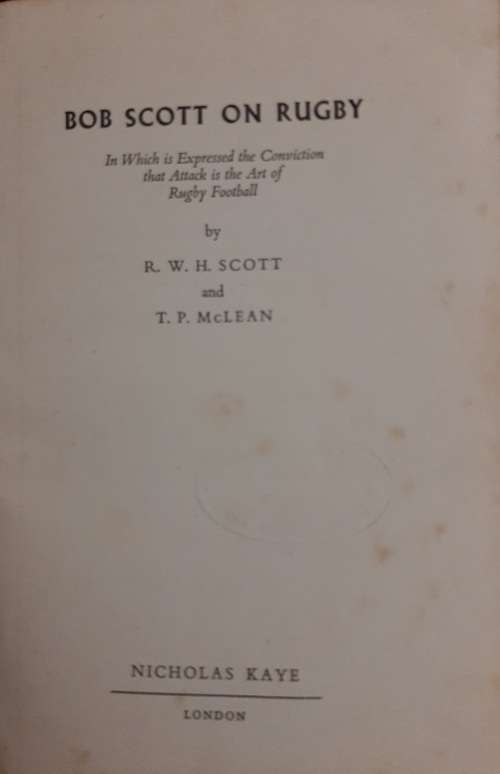 BOB SCOTT ON RUGBY
In Which is Expressed the Conviction
that Attack is the Art of
Rugby Football
by
R. W. H. SCOTT
and
T. P. McLEAN
NICHOLAS KAYE
LONDON